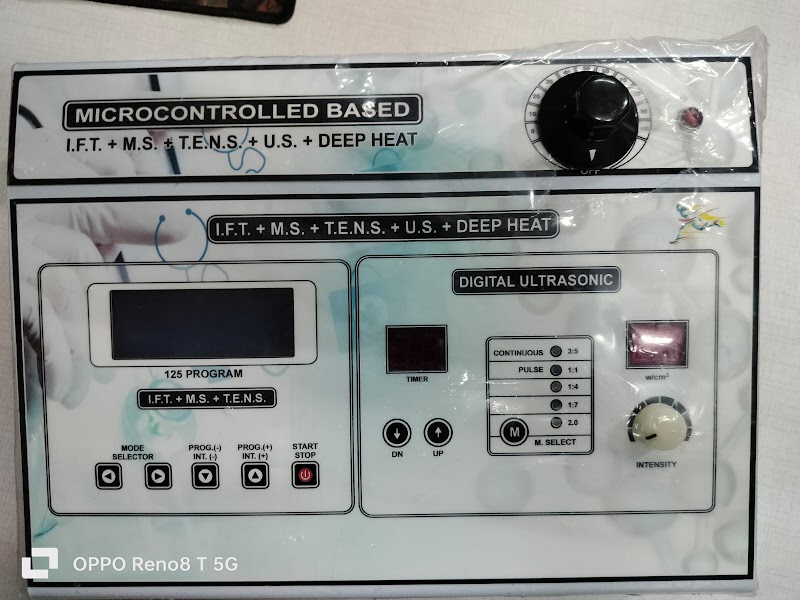 MICROCONTROLLED BASED
I.F.T. + M.S. + T.E.N.S. + U.S. + DEEP HEAT
OFF
I.F.T. + M.S. + T.E.N.S. + U.S. + DEEP HEAT
125 PROGRAM
I.F.T. + M.S. + T.E.N.S.
MODE
SELECTOR
PROG.(-)
INT. (-)
PROG.(+)
INT. (+)
START
STOP
DIGITAL ULTRASONIC
TIMER
DN
UP
CONTINUOUS 3:5
PULSE 1:1
1:4
1:7
2.0
M
M. SELECT
w/cm²
INTENSITY
OPPO Reno8 T 5G